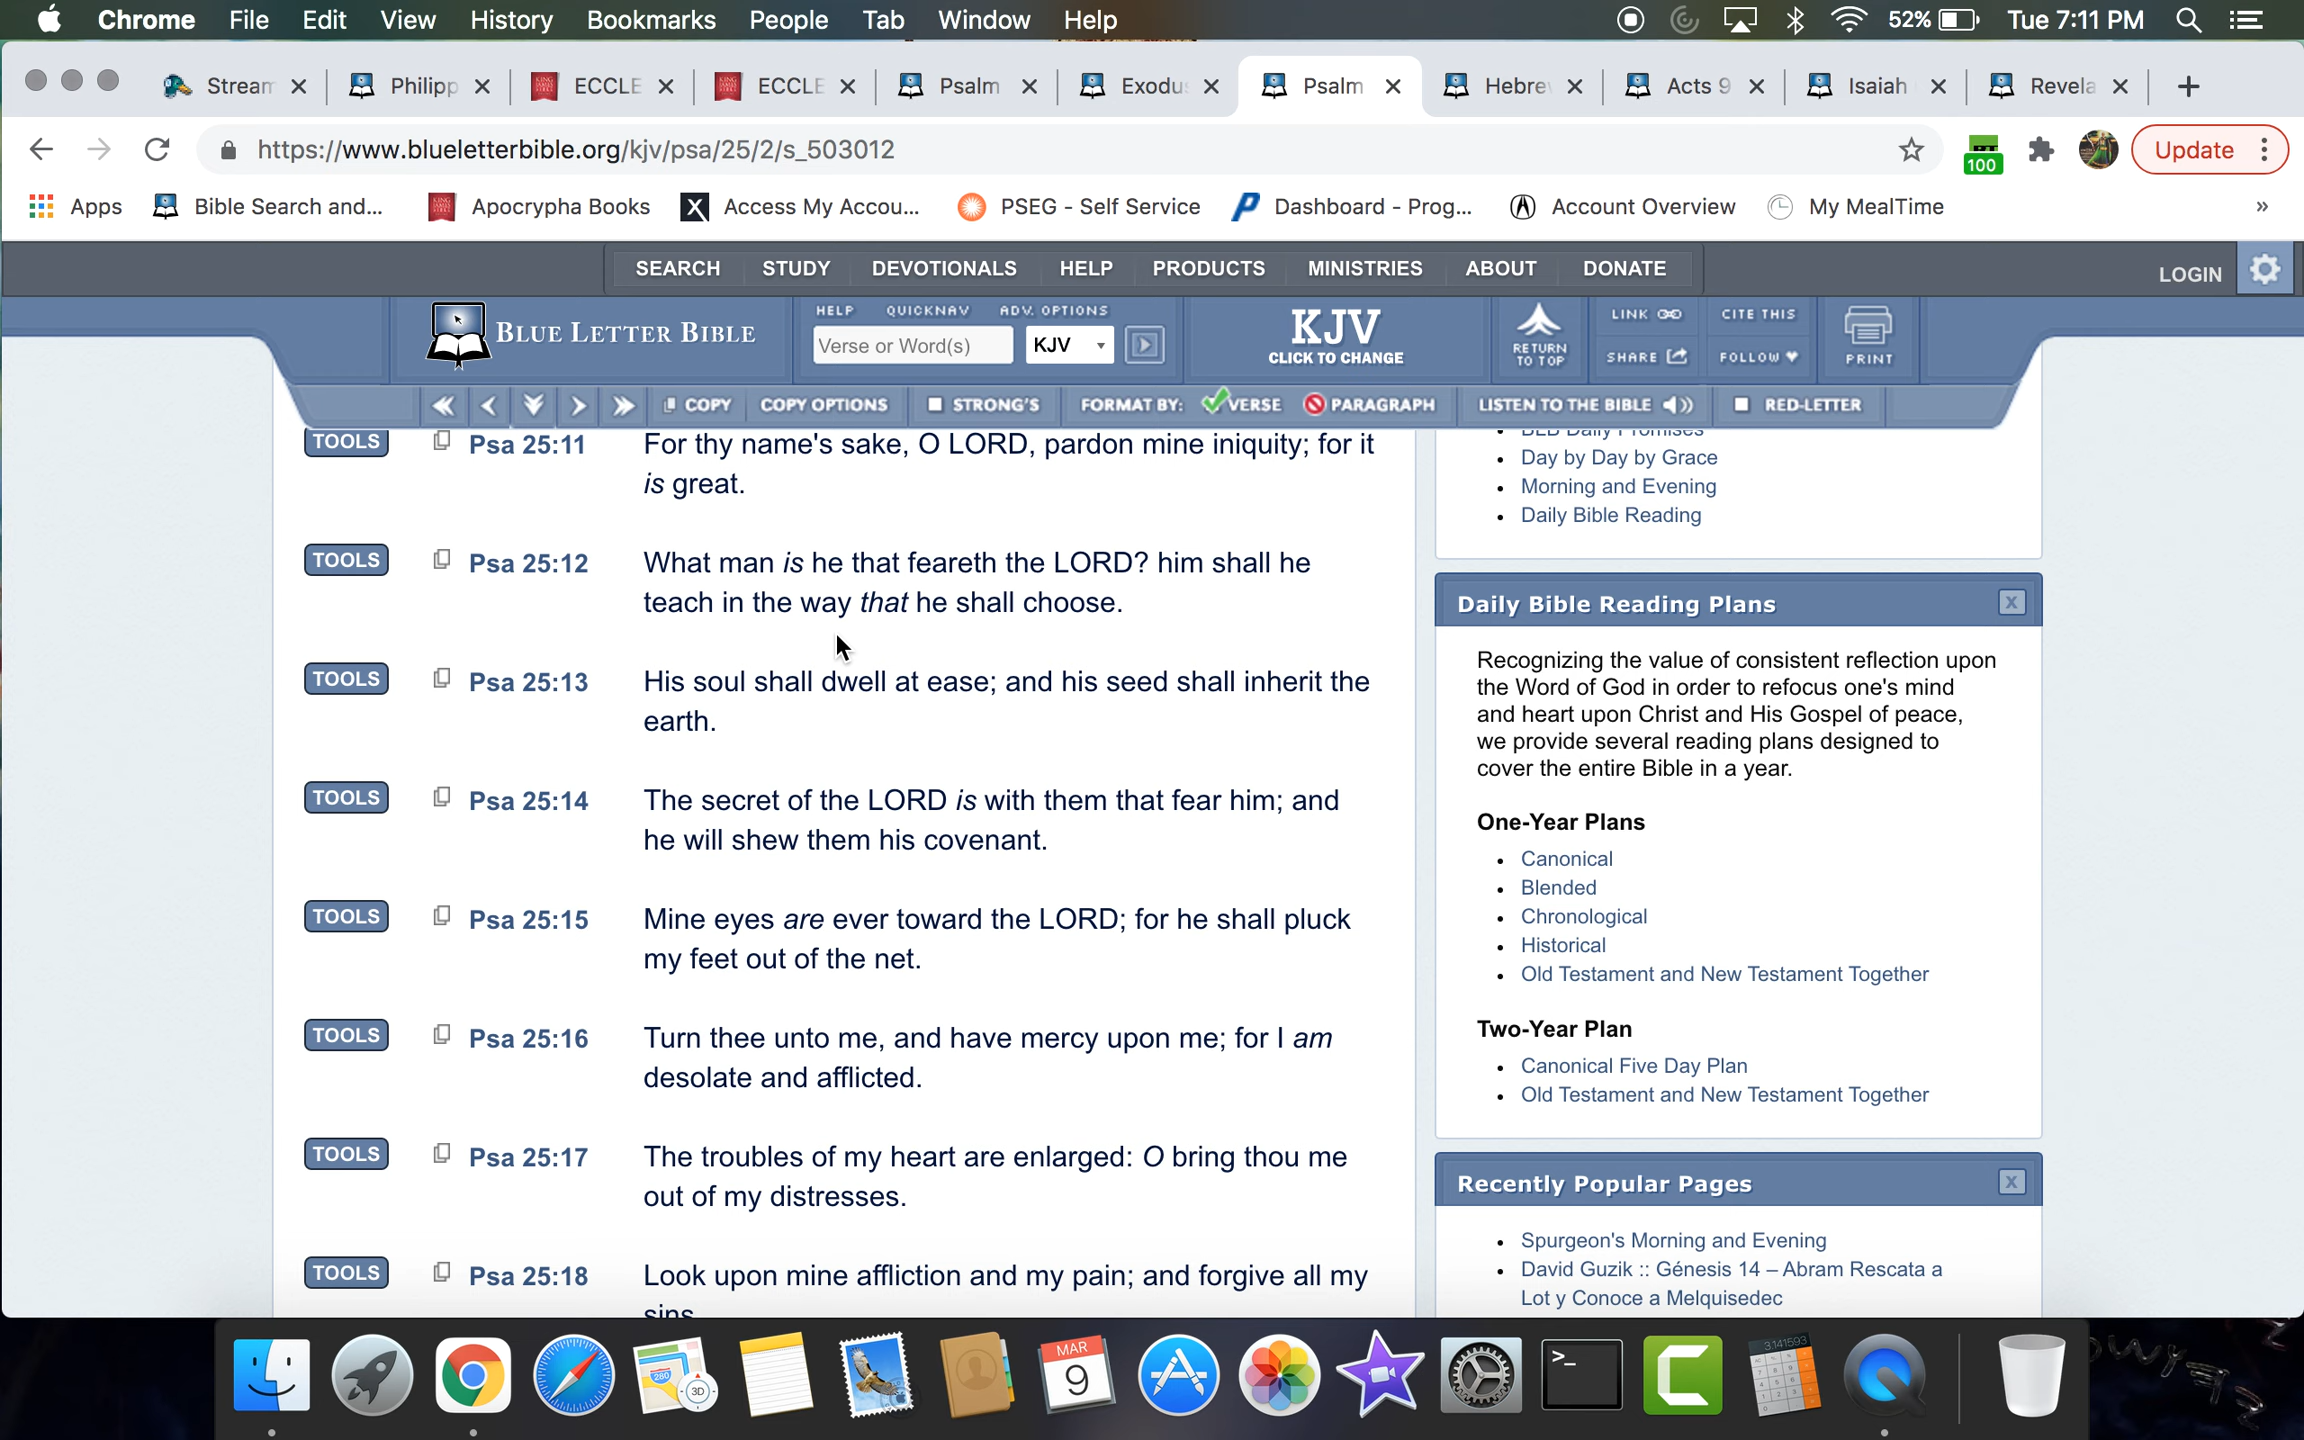 Chrome File Edit View History Bookmarks People Tab Window Help 52% Tue 7:11 PM
Stream Philipp ECCLE ECCLE Psalm Exodus Psalm Hebre Acts 9 Isaiah Revela
https://www.blueletterbible.org/kjv/psa/25/2/s_503012 100 Update
Apps Bible Search and... Apocrypha Books Access My Accou... PSEG - Self Service Dashboard - Prog... Account Overview My MealTime »
SEARCH STUDY DEVOTIONALS HELP PRODUCTS MINISTRIES ABOUT DONATE LOGIN
HELP QUICKNAV ADV. OPTIONS
BLUE LETTER BIBLE
Verse or Word(s) KJV
KJV
CLICK TO CHANGE
RETURN
TO TOP
LINK CITE THIS
SHARE FOLLOW PRINT
COPY COPY OPTIONS STRONG'S FORMAT BY: VERSE PARAGRAPH LISTEN TO THE BIBLE RED-LETTER
TOOLS Psa 25:11 For thy name's sake, O LORD, pardon mine iniquity; for it
is great.
TOOLS Psa 25:12 What man is he that feareth the LORD? him shall he
teach in the way that he shall choose.
TOOLS Psa 25:13 His soul shall dwell at ease; and his seed shall inherit the
earth.
TOOLS Psa 25:14 The secret of the LORD is with them that fear him; and
he will shew them his covenant.
TOOLS Psa 25:15 Mine eyes are ever toward the LORD; for he shall pluck
my feet out of the net.
TOOLS Psa 25:16 Turn thee unto me, and have mercy upon me; for I am
desolate and afflicted.
TOOLS Psa 25:17 The troubles of my heart are enlarged: O bring thou me
out of my distresses.
TOOLS Psa 25:18 Look upon mine affliction and my pain; and forgive all my
sins.
BLB Daily Promises
Day by Day by Grace
Morning and Evening
Daily Bible Reading
Daily Bible Reading Plans
Recognizing the value of consistent reflection upon
the Word of God in order to refocus one's mind
and heart upon Christ and His Gospel of peace,
we provide several reading plans designed to
cover the entire Bible in a year.
One-Year Plans
Canonical
Blended
Chronological
Historical
Old Testament and New Testament Together
Two-Year Plan
Canonical Five Day Plan
Old Testament and New Testament Together
Recently Popular Pages
Spurgeon's Morning and Evening
David Guzik :: Génesis 14 – Abram Rescata a
Lot y Conoce a Melquisedec
280 3D MAR 9 >_ 3.141593